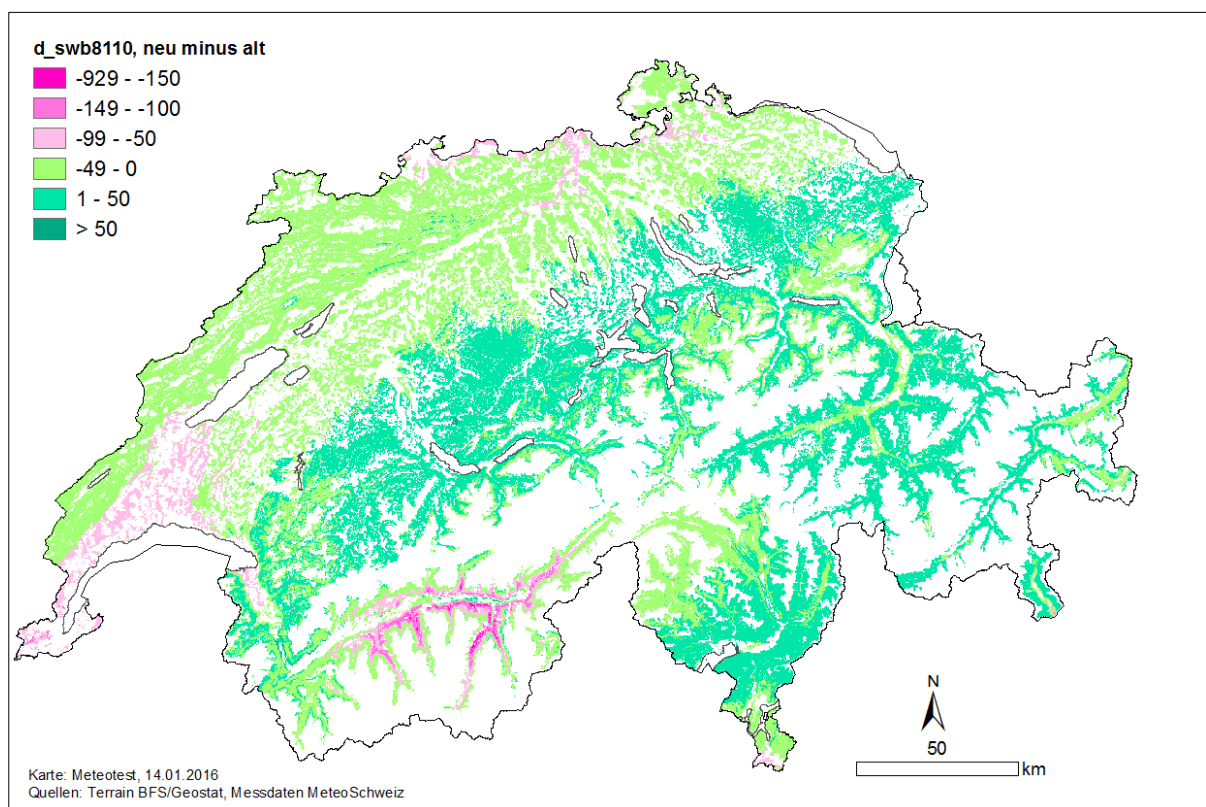 d_swb8110, neu minus alt
-929 - -150
-149 - -100
-99 - -50
-49 - 0
1 - 50
> 50
N
50
km
Karte: Meteotest, 14.01.2016
Quellen: Terrain BFS/Geostat, Messdaten MeteoSchweiz